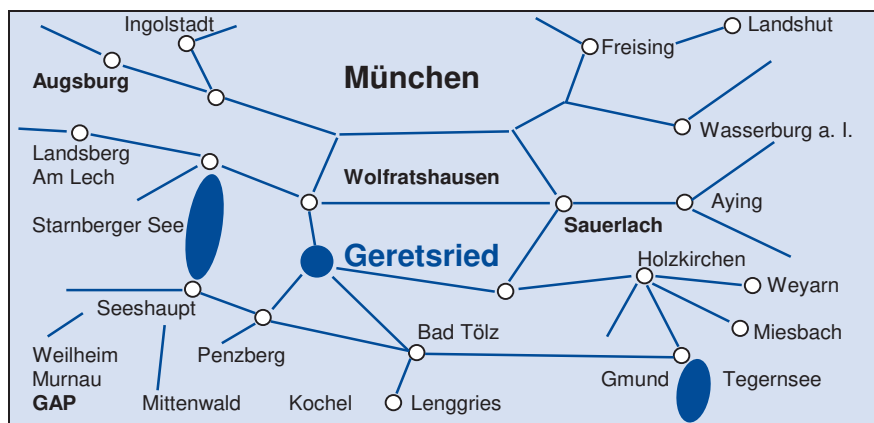 Ingolstadt
Landshut
Freising
Augsburg
München
Wasserburg a. I.
Landsberg
Am Lech
Wolfratshausen
Aying
Starnberger See
Sauerlach
Geretsried
Holzkirchen
Weyarn
Seeshaupt
Bad Tölz
Miesbach
Weilheim
Murnau
GAP
Penzberg
Gmund
Tegernsee
Mittenwald
Kochel
Lenggries